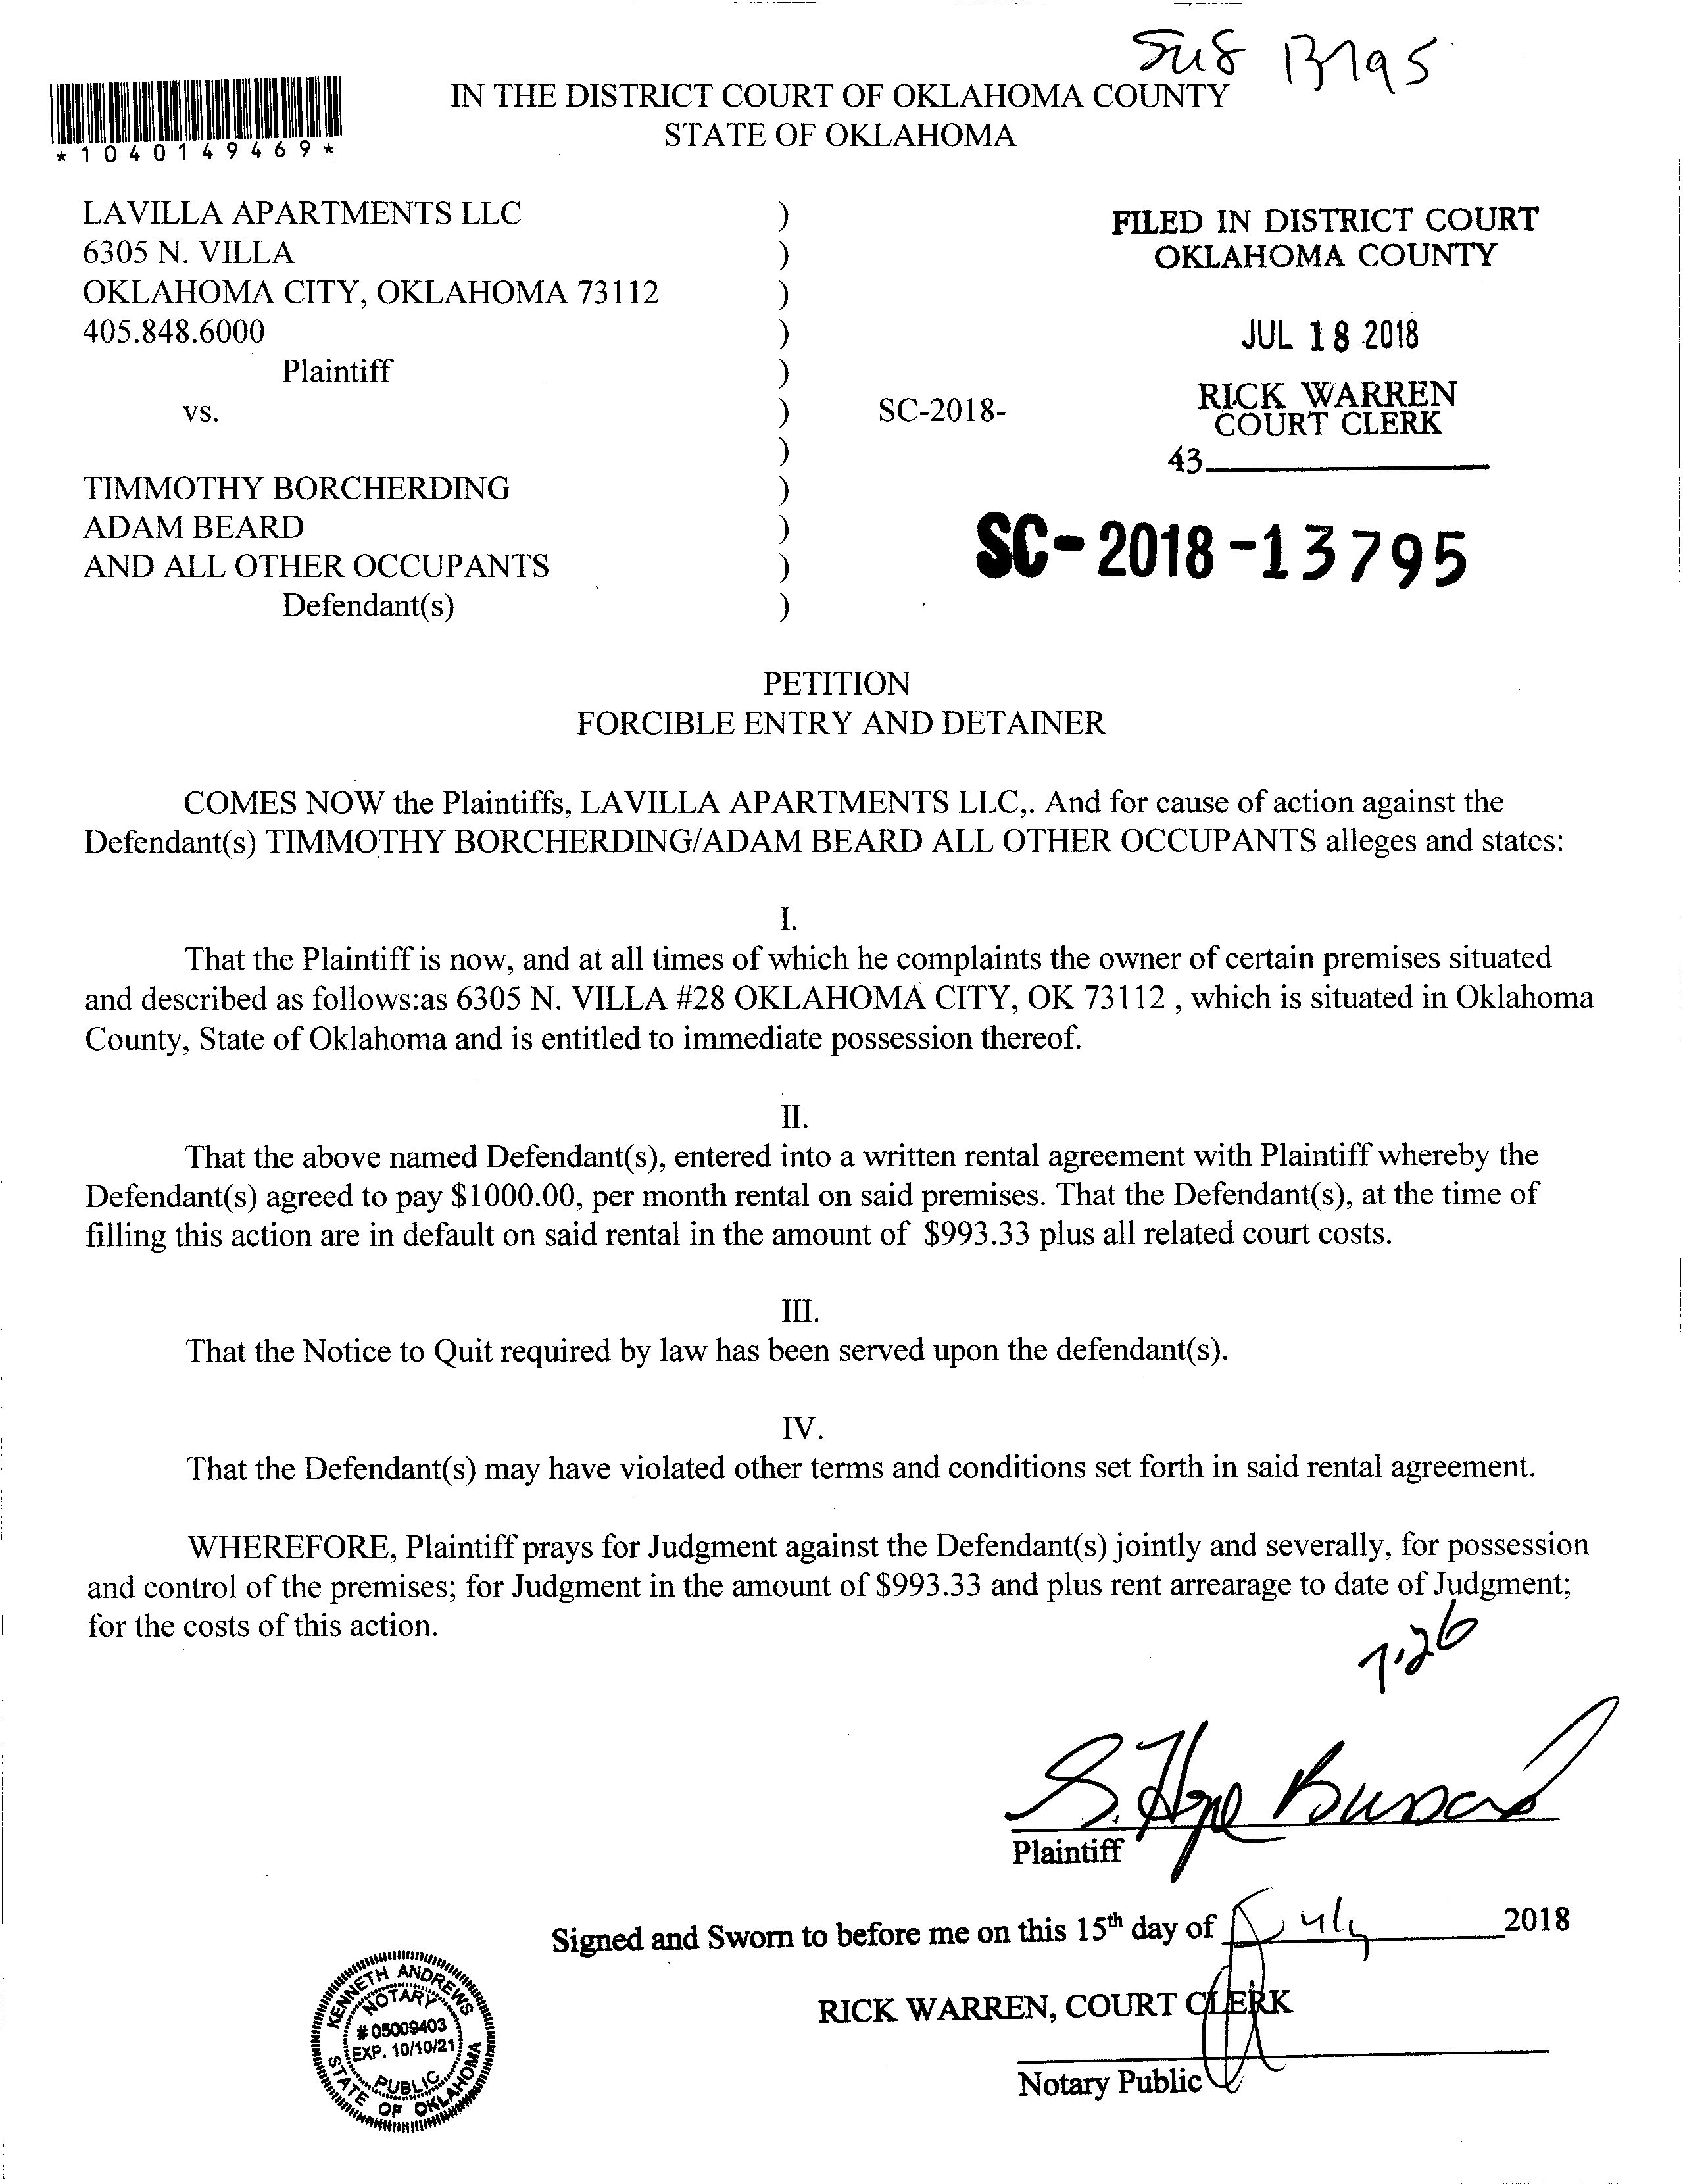 13795
IN THE DISTRICT COURT OF OKLAHOMA COUNTY
STATE OF OKLAHOMA
*1040149469*
LAVILLA APARTMENTS LLC )
6305 N. VILLA )
OKLAHOMA CITY, OKLAHOMA 73112 )
405.848.6000 )
Plaintiff )
vs. ) SC-2018-
)
TIMMOTHY BORCHERDING )
ADAM BEARD )
AND ALL OTHER OCCUPANTS )
Defendant(s) )
FILED IN DISTRICT COURT
OKLAHOMA COUNTY
JUL 18 2018
RICK WARREN
COURT CLERK
43
SC-2018-13795
PETITION
FORCIBLE ENTRY AND DETAINER
COMES NOW the Plaintiffs, LAVILLA APARTMENTS LLC,. And for cause of action against the
Defendant(s) TIMMOTHY BORCHERDING/ADAM BEARD ALL OTHER OCCUPANTS alleges and states:
I.
That the Plaintiff is now, and at all times of which he complaints the owner of certain premises situated
and described as follows:as 6305 N. VILLA #28 OKLAHOMA CITY, OK 73112 , which is situated in Oklahoma
County, State of Oklahoma and is entitled to immediate possession thereof.
II.
That the above named Defendant(s), entered into a written rental agreement with Plaintiff whereby the
Defendant(s) agreed to pay $1000.00, per month rental on said premises. That the Defendant(s), at the time of
filling this action are in default on said rental in the amount of $993.33 plus all related court costs.
III.
That the Notice to Quit required by law has been served upon the defendant(s).
IV.
That the Defendant(s) may have violated other terms and conditions set forth in said rental agreement.
WHEREFORE, Plaintiff prays for Judgment against the Defendant(s) jointly and severally, for possession
and control of the premises; for Judgment in the amount of $993.33 and plus rent arrearage to date of Judgment;
for the costs of this action.
7.26
Plaintiff
Signed and Sworn to before me on this 15th day of July 2018
RICK WARREN, COURT CLERK
Notary Public
KENNETH ANDREWS
NOTARY
# 05009403
EXP. 10/10/21
PUBLIC
STATE OF OKLAHOMA